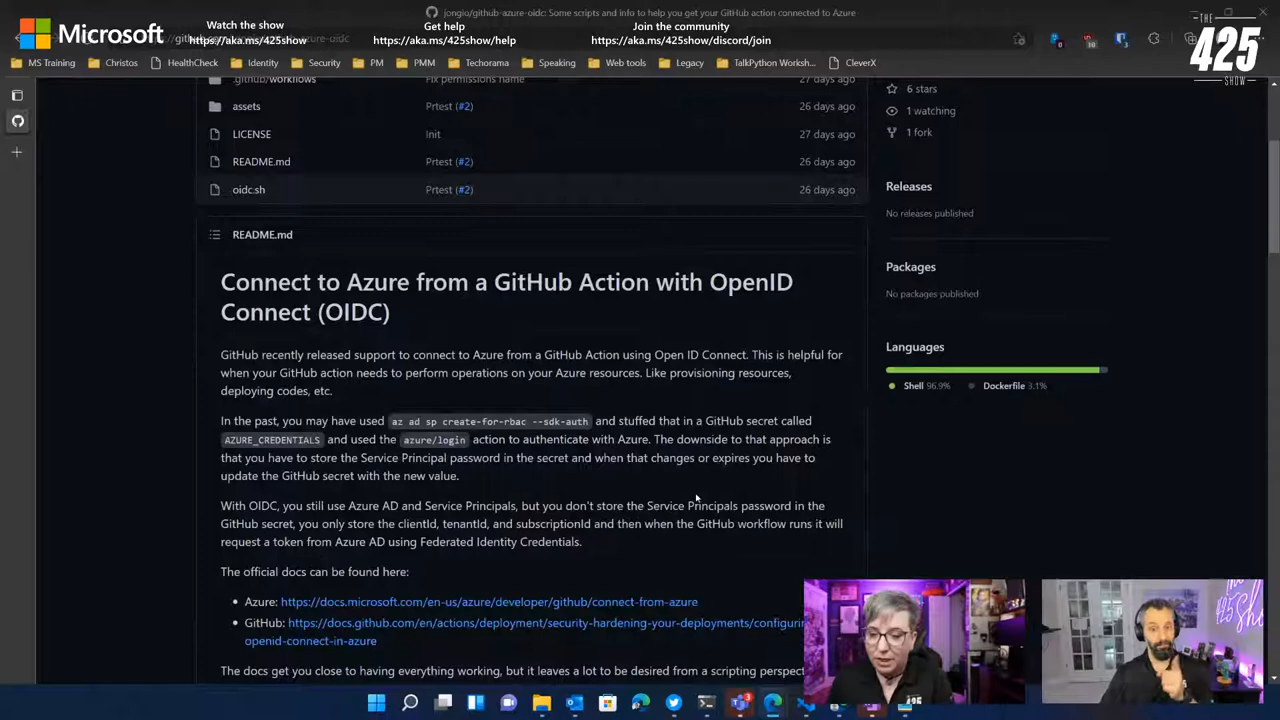 jongio/github-azure-oidc: Some scripts and info to help you get your GitHub action connected to Azure
Microsoft
Watch the show
https://aka.ms/425show
Get help
https://aka.ms/425show/help
Join the community
https://aka.ms/425show/discord/join
THE
425
SHOW
MS Training
Christos
HealthCheck
Identity
Security
PM
PMM
Techorama
Speaking
Web tools
Legacy
TalkPython Worksh...
CleverX
.github/workflows
Fix permissions name
27 days ago
assets
Prtest (#2)
26 days ago
LICENSE
Init
27 days ago
README.md
Prtest (#2)
26 days ago
oidc.sh
Prtest (#2)
26 days ago
6 stars
1 watching
1 fork
Releases
No releases published
Packages
No packages published
Languages
Shell 96.9%
Dockerfile 3.1%
README.md
Connect to Azure from a GitHub Action with OpenID
Connect (OIDC)
GitHub recently released support to connect to Azure from a GitHub Action using Open ID Connect. This is helpful for
when your GitHub action needs to perform operations on your Azure resources. Like provisioning resources,
deploying codes, etc.
In the past, you may have used az ad sp create-for-rbac --sdk-auth and stuffed that in a GitHub secret called
AZURE_CREDENTIALS and used the azure/login action to authenticate with Azure. The downside to that approach is
that you have to store the Service Principal password in the secret and when that changes or expires you have to
update the GitHub secret with the new value.
With OIDC, you still use Azure AD and Service Principals, but you don't store the Service Principals password in the
GitHub secret, you only store the clientId, tenantId, and subscriptionId and then when the GitHub workflow runs it will
request a token from Azure AD using Federated Identity Credentials.
The official docs can be found here:
Azure: https://docs.microsoft.com/en-us/azure/developer/github/connect-from-azure
GitHub: https://docs.github.com/en/actions/deployment/security-hardening-your-deployments/configurin
openid-connect-in-azure
The docs get you close to having everything working, but it leaves a lot to be desired from a scripting perspect